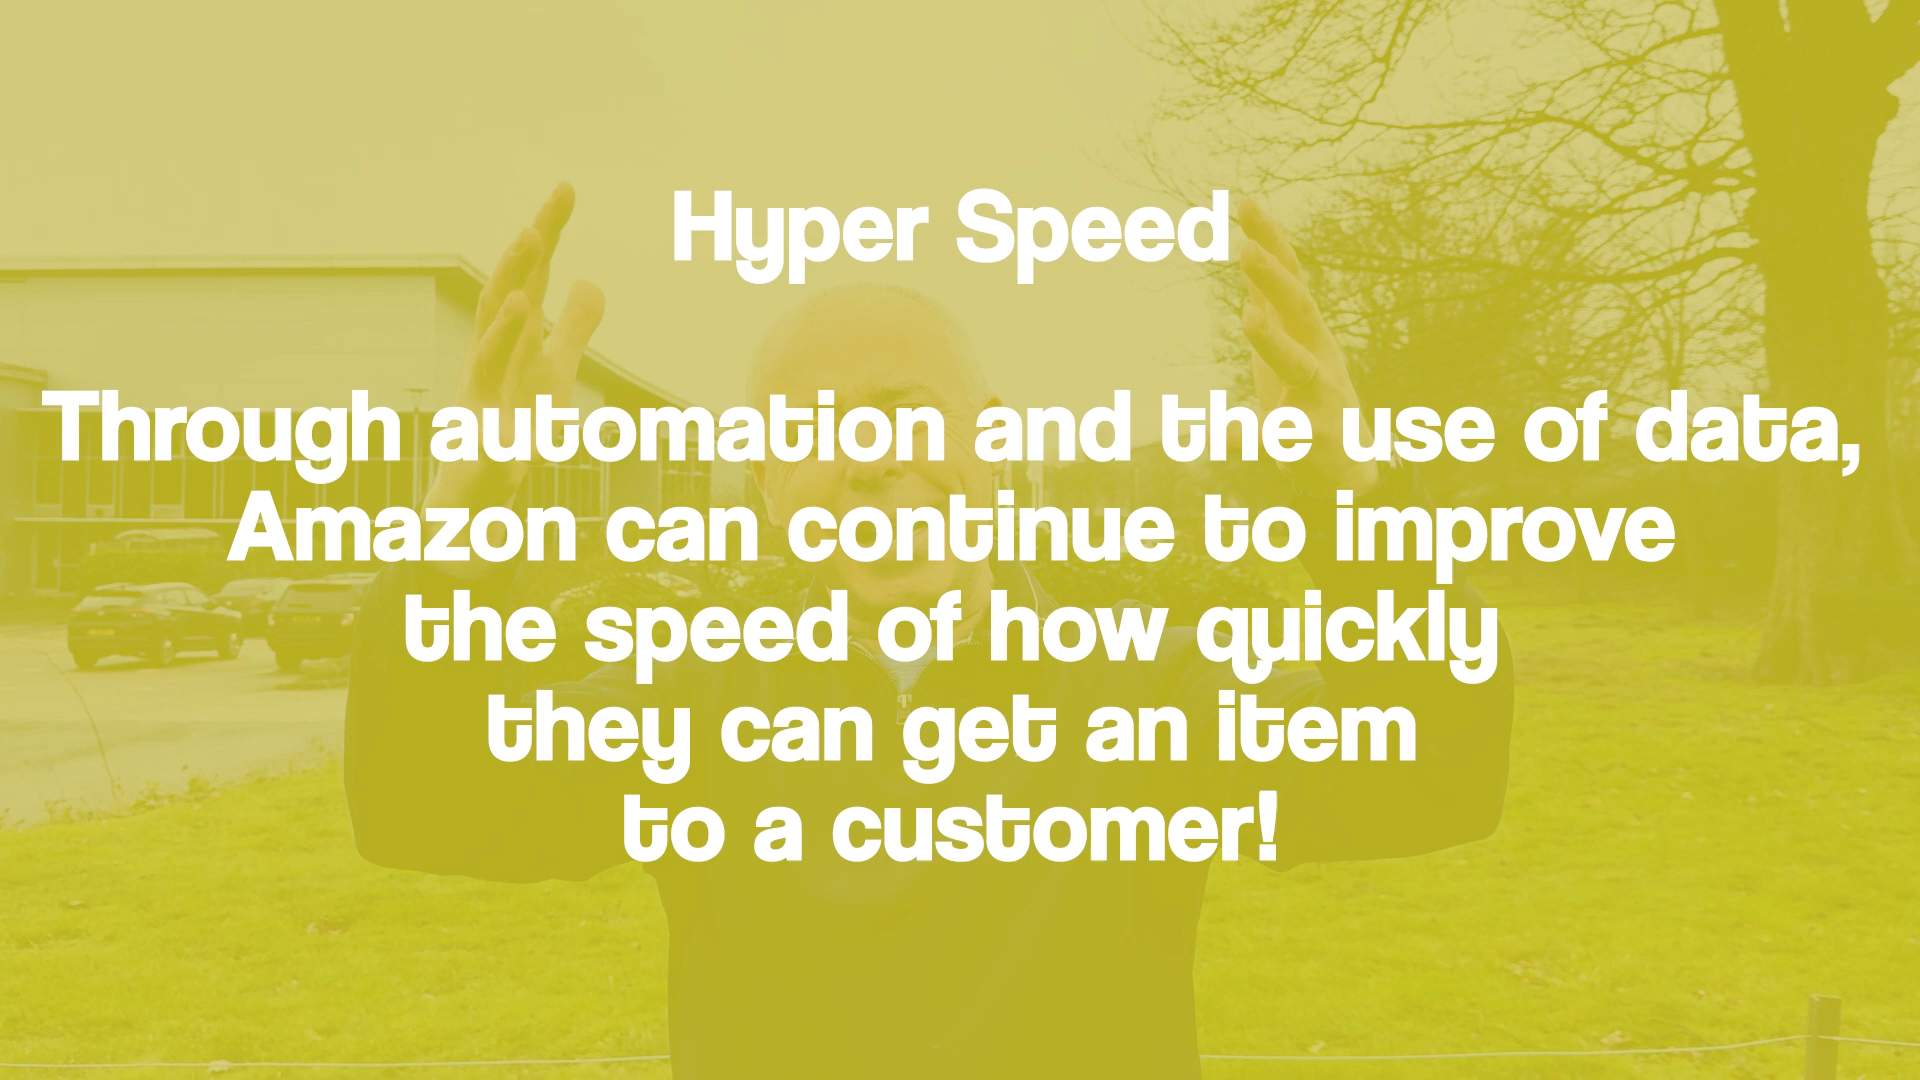 Hyper Speed
Through automation and the use of data,
Amazon can continue to improve
the speed of how quickly
they can get an item
to a customer!